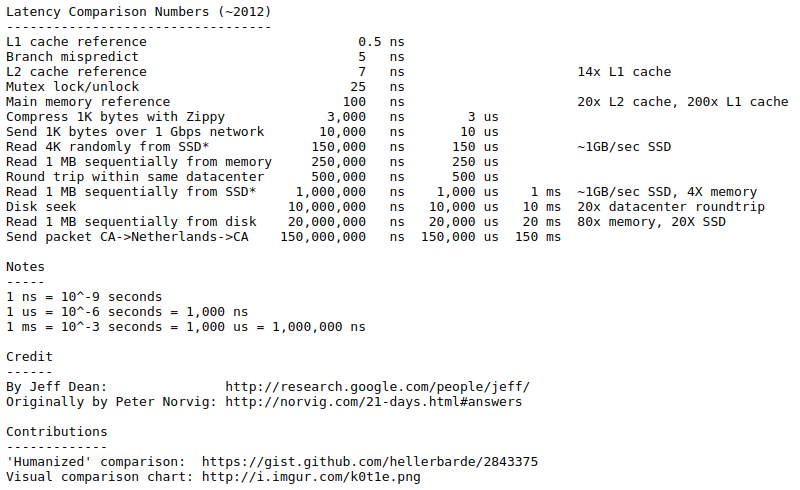 Latency Comparison Numbers (~2012)
----------------------------------
L1 cache reference                           0.5 ns
Branch mispredict                            5   ns
L2 cache reference                           7   ns                      14x L1 cache
Mutex lock/unlock                           25   ns
Main memory reference                      100   ns                      20x L2 cache, 200x L1 cache
Compress 1K bytes with Zippy             3,000   ns        3 us
Send 1K bytes over 1 Gbps network       10,000   ns       10 us
Read 4K randomly from SSD*             150,000   ns      150 us          ~1GB/sec SSD
Read 1 MB sequentially from memory     250,000   ns      250 us
Round trip within same datacenter      500,000   ns      500 us
Read 1 MB sequentially from SSD*     1,000,000   ns    1,000 us    1 ms  ~1GB/sec SSD, 4X memory
Disk seek                           10,000,000   ns   10,000 us   10 ms  20x datacenter roundtrip
Read 1 MB sequentially from disk    20,000,000   ns   20,000 us   20 ms  80x memory, 20X SSD
Send packet CA->Netherlands->CA    150,000,000   ns  150,000 us  150 ms

Notes
-----
1 ns = 10^-9 seconds
1 us = 10^-6 seconds = 1,000 ns
1 ms = 10^-3 seconds = 1,000 us = 1,000,000 ns

Credit
------
By Jeff Dean:               http://research.google.com/people/jeff/
Originally by Peter Norvig: http://norvig.com/21-days.html#answers

Contributions
-------------
'Humanized' comparison:  https://gist.github.com/hellerbarde/2843375
Visual comparison chart: http://i.imgur.com/k0t1e.png